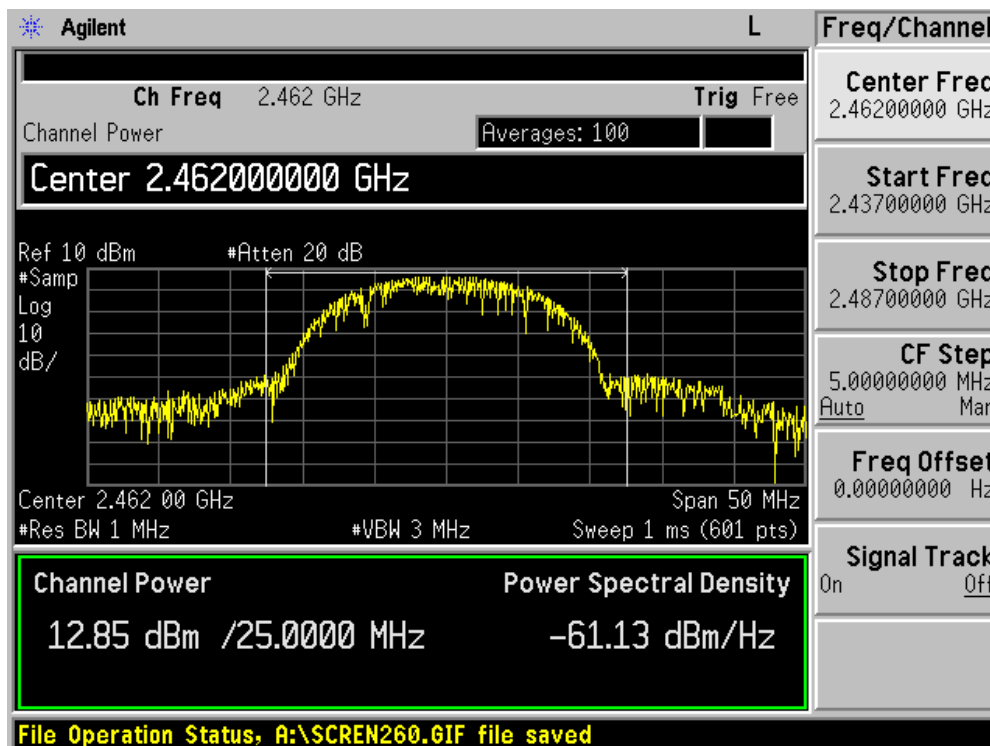 Agilent L
Freq/Channel
Ch Freq 2.462 GHz Trig Free
Channel Power Averages: 100
Center 2.462000000 GHz
Ref 10 dBm #Atten 20 dB
#Samp
Log
10
dB/
Center 2.462 00 GHz Span 50 MHz
#Res BW 1 MHz #VBW 3 MHz Sweep 1 ms (601 pts)
Channel Power Power Spectral Density
12.85 dBm /25.0000 MHz -61.13 dBm/Hz
File Operation Status, A:\SCREN260.GIF file saved
Center Freq
2.46200000 GHz
Start Freq
2.43700000 GHz
Stop Freq
2.48700000 GHz
CF Step
5.00000000 MHz
Auto Man
Freq Offset
0.00000000 Hz
Signal Track
On Off